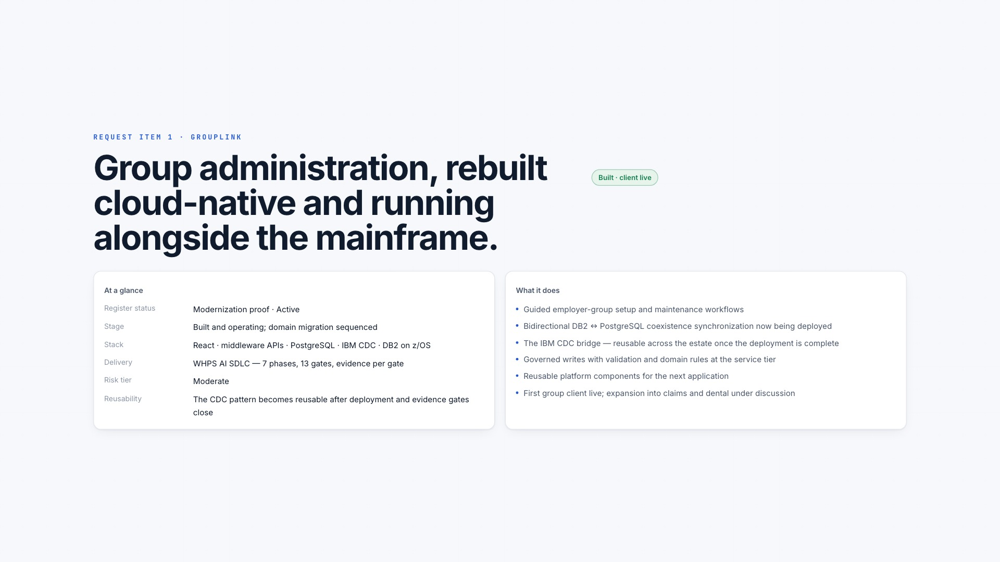 REQUEST ITEM 1 · GROUPLINK
Group administration, rebuilt
cloud-native and running
alongside the mainframe.
Built · client live
At a glance
Register status Modernization proof · Active
Stage Built and operating; domain migration sequenced
Stack React · middleware APIs · PostgreSQL · IBM CDC · DB2 on z/OS
Delivery WHPS AI SDLC — 7 phases, 13 gates, evidence per gate
Risk tier Moderate
Reusability The CDC pattern becomes reusable after deployment and evidence gates
close
What it does
• Guided employer-group setup and maintenance workflows
• Bidirectional DB2 ↔ PostgreSQL coexistence synchronization now being deployed
• The IBM CDC bridge — reusable across the estate once the deployment is complete
• Governed writes with validation and domain rules at the service tier
• Reusable platform components for the next application
• First group client live; expansion into claims and dental under discussion